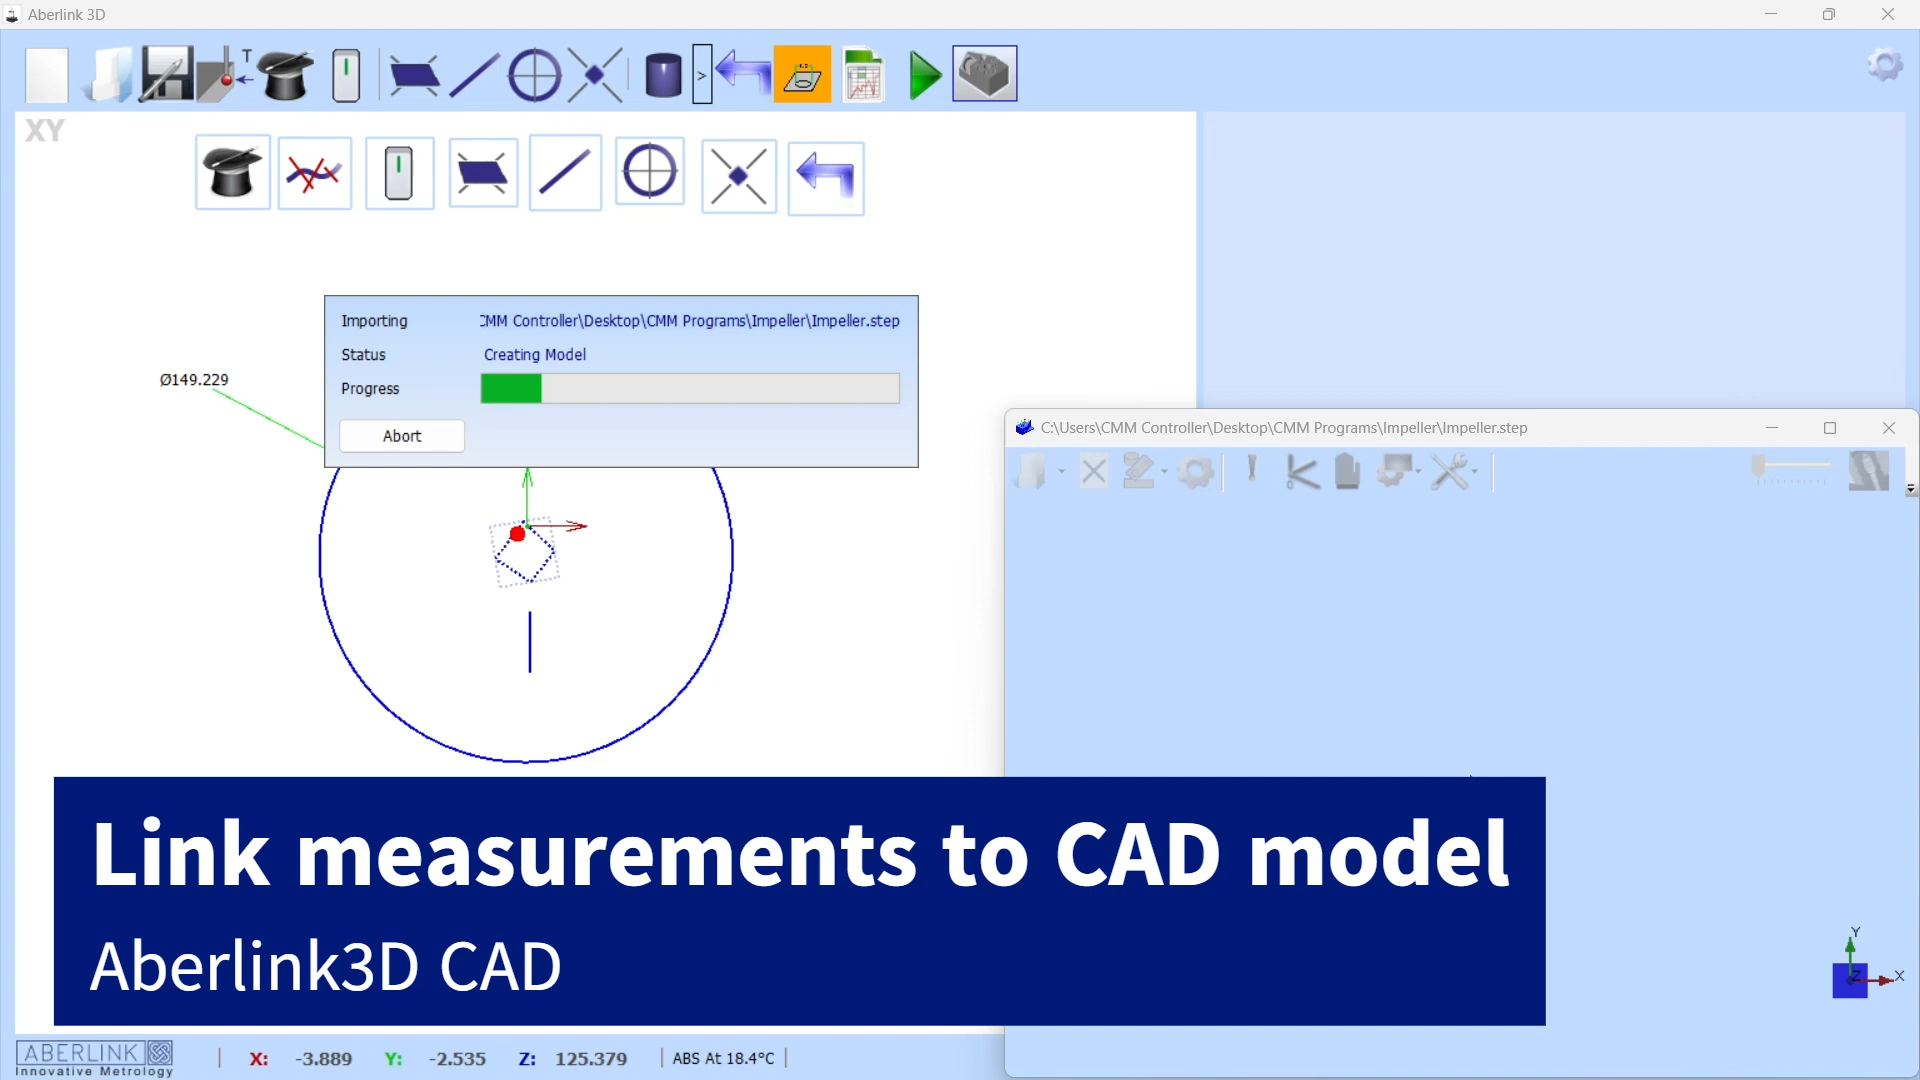 Aberlink 3D
T
>
XY
Importing
ƆMM Controller\Desktop\CMM Programs\Impeller\Impeller.step
Status
Creating Model
Progress
Abort
Ø149.229
C:\Users\CMM Controller\Desktop\CMM Programs\Impeller\Impeller.step
Link measurements to CAD model
Aberlink3D CAD
Y
Z
X
ABERLINK
Innovative Metrology
X: -3.889 Y: -2.535 Z: 125.379 ABS At 18.4°C